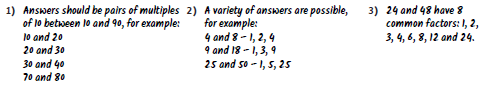 1) Answers should be pairs of multiples
of 10 between 10 and 90, for example:
10 and 20
20 and 30
30 and 40
70 and 80
2) A variety of answers are possible,
for example:
4 and 8 – 1, 2, 4
9 and 18 – 1, 3, 9
25 and 50 – 1, 5, 25
3) 24 and 48 have 8
common factors: 1, 2,
3, 4, 6, 8, 12 and 24.